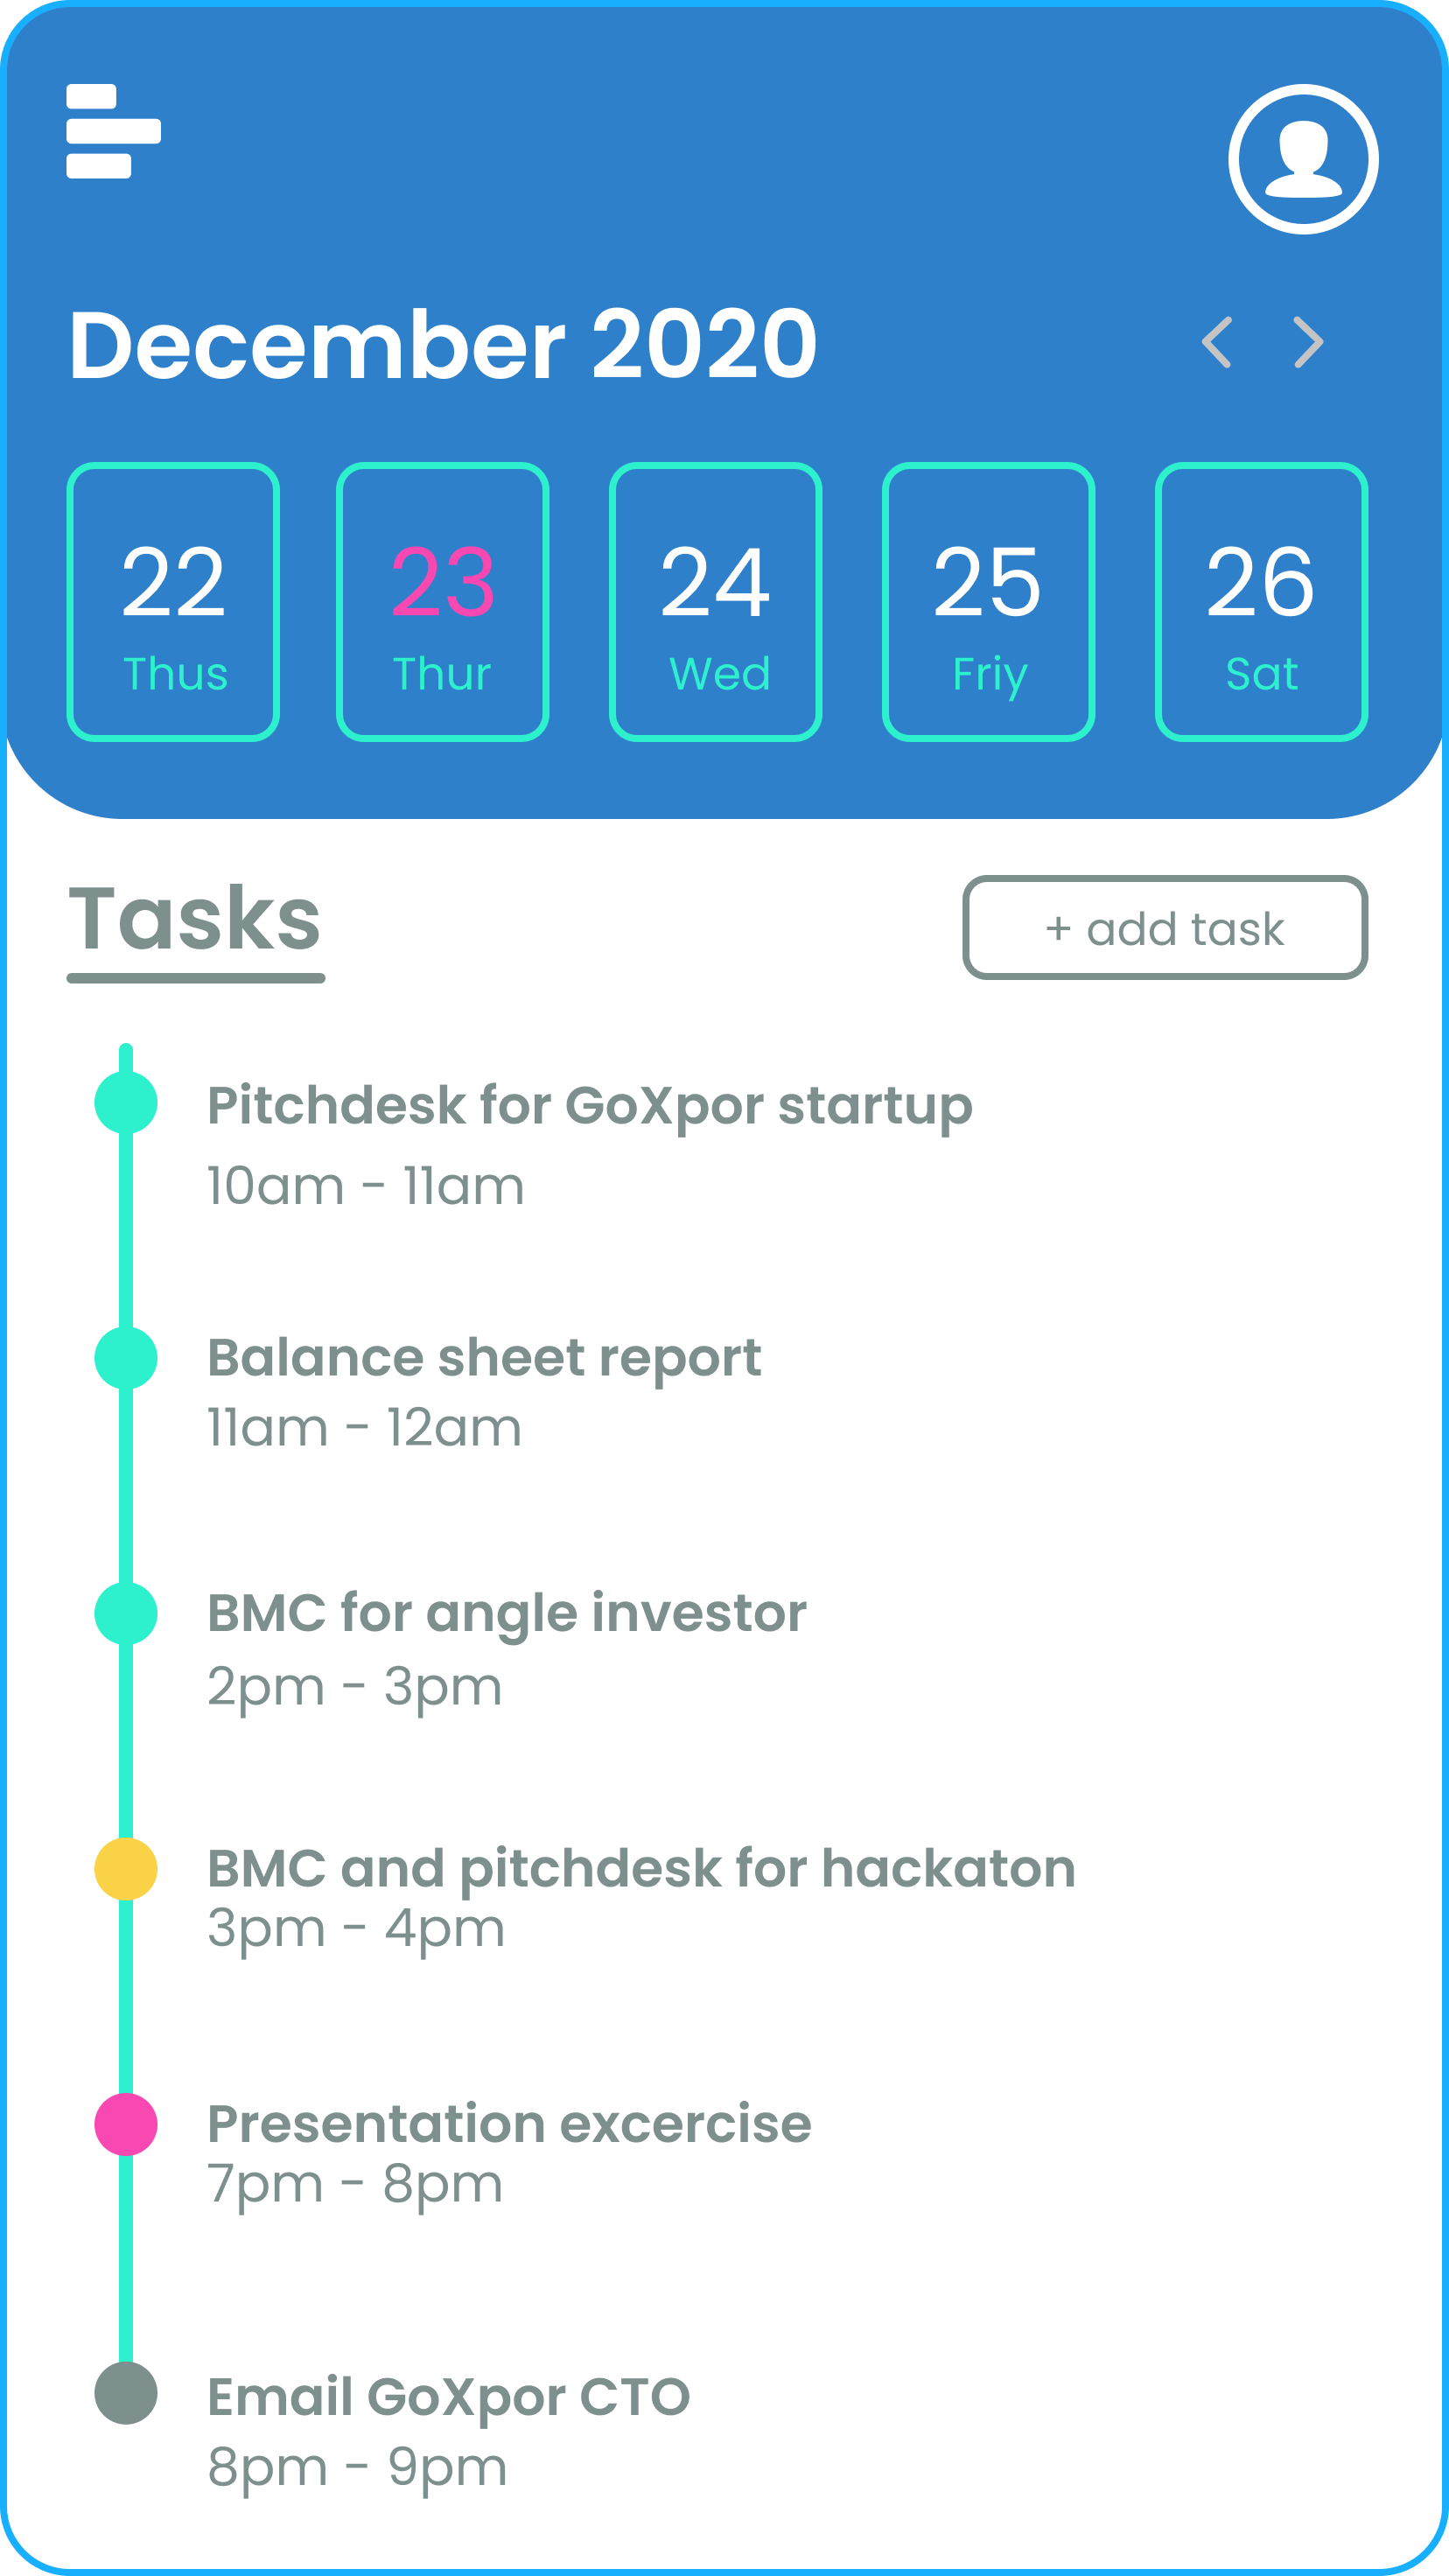 December 2020
22 23 24 25 26
Thus Thur Wed Friy Sat
Tasks
+ add task
Pitchdesk for GoXpor startup
10am - 11am
Balance sheet report
11am - 12am
BMC for angle investor
2pm - 3pm
BMC and pitchdesk for hackaton
3pm - 4pm
Presentation excercise
7pm - 8pm
Email GoXpor CTO
8pm - 9pm